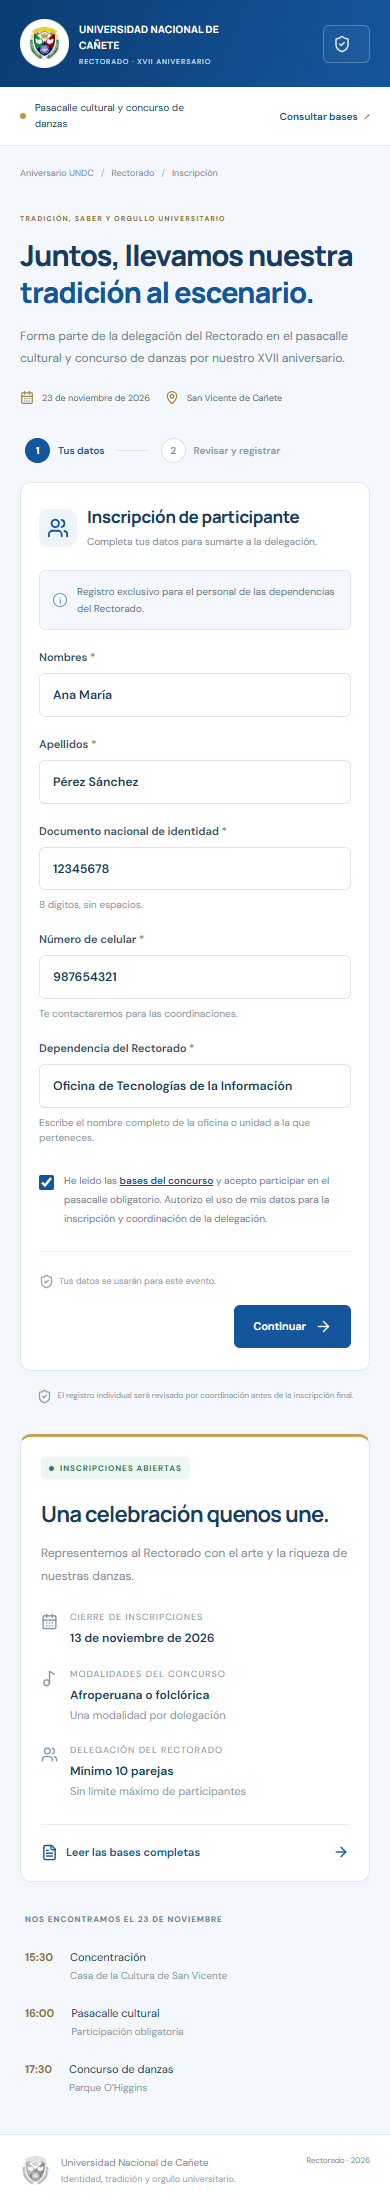 UNIVERSIDAD NACIONAL DE
CAÑETE
RECTORADO · XVII ANIVERSARIO
Pasacalle cultural y concurso de
danzas
Consultar bases ↗
Aniversario UNDC / Rectorado / Inscripción
TRADICIÓN, SABER Y ORGULLO UNIVERSITARIO
Juntos, llevamos nuestra
tradición al escenario.
Forma parte de la delegación del Rectorado en el pasacalle
cultural y concurso de danzas por nuestro XVII aniversario.
23 de noviembre de 2026 San Vicente de Cañete
1 Tus datos 2 Revisar y registrar
Inscripción de participante
Completa tus datos para sumarte a la delegación.
Registro exclusivo para el personal de las dependencias
del Rectorado.
Nombres *
Ana María
Apellidos *
Pérez Sánchez
Documento nacional de identidad *
12345678
8 dígitos, sin espacios.
Número de celular *
987654321
Te contactaremos para las coordinaciones.
Dependencia del Rectorado *
Oficina de Tecnologías de la Información
Escribe el nombre completo de la oficina o unidad a la que
perteneces.
He leído las bases del concurso y acepto participar en el
pasacalle obligatorio. Autorizo el uso de mis datos para la
inscripción y coordinación de la delegación.
Tus datos se usarán para este evento.
Continuar →
El registro individual será revisado por coordinación antes de la inscripción final.
INSCRIPCIONES ABIERTAS
Una celebración quenos une.
Representemos al Rectorado con el arte y la riqueza de
nuestras danzas.
CIERRE DE INSCRIPCIONES
13 de noviembre de 2026
MODALIDADES DEL CONCURSO
Afroperuana o folclórica
Una modalidad por delegación
DELEGACIÓN DEL RECTORADO
Mínimo 10 parejas
Sin límite máximo de participantes
Leer las bases completas →
NOS ENCONTRAMOS EL 23 DE NOVIEMBRE
15:30 Concentración
Casa de la Cultura de San Vicente
16:00 Pasacalle cultural
Participación obligatoria
17:30 Concurso de danzas
Parque O'Higgins
Universidad Nacional de Cañete
Identidad, tradición y orgullo universitario.
Rectorado · 2026